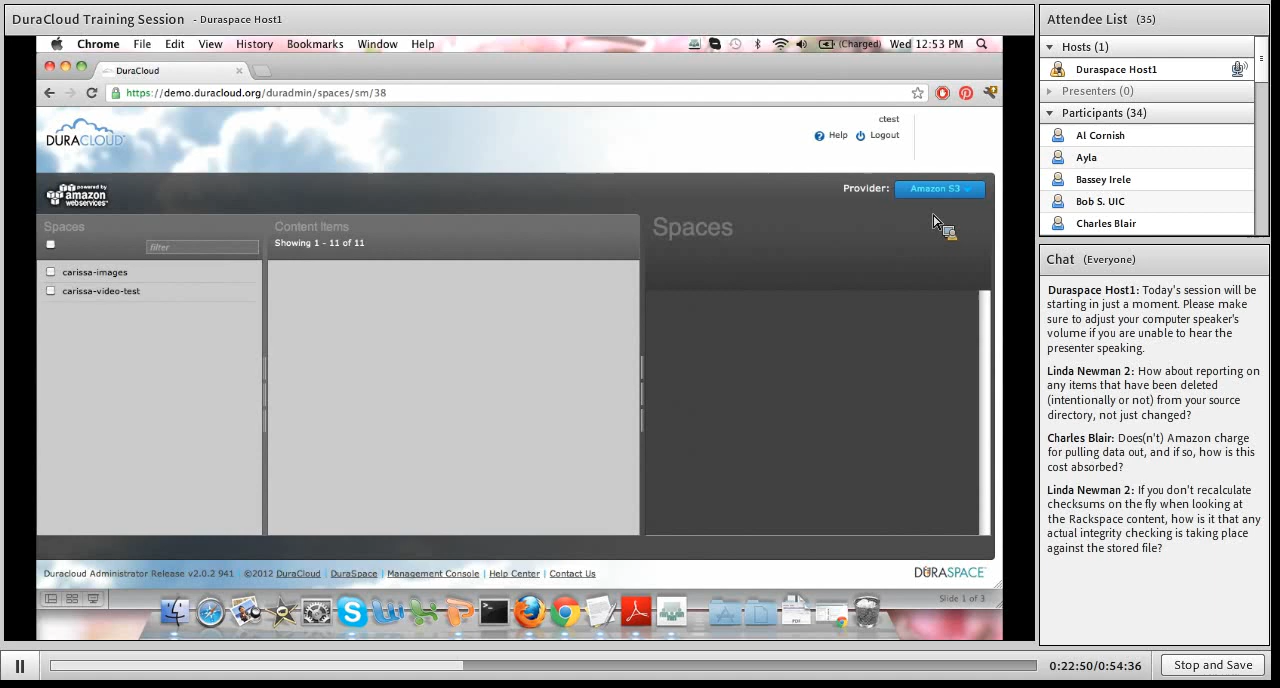 DuraCloud Training Session - Duraspace Host1
Chrome File Edit View History Bookmarks Window Help
(Charged) Wed 12:53 PM
DuraCloud
https://demo.duracloud.org/duradmin/spaces/sm/38
DURACLOUD
ctest
Help Logout
powered by
amazon
webservices™
Provider: Amazon S3
Spaces
filter
Content Items
Showing 1 - 11 of 11
Spaces
carissa-images
carissa-video-test
Duracloud Administrator Release v2.0.2 941 | ©2012 DuraCloud | DuraSpace | Management Console | Help Center | Contact Us
DURASPACE
Slide 1 of 3
PDF
Attendee List (35)
Hosts (1)
Duraspace Host1
Presenters (0)
Participants (34)
Al Cornish
Ayla
Bassey Irele
Bob S. UIC
Charles Blair
Chat (Everyone)
Duraspace Host1: Today's session will be
starting in just a moment. Please make
sure to adjust your computer speaker's
volume if you are unable to hear the
presenter speaking.
Linda Newman 2: How about reporting on
any items that have been deleted
(intentionally or not) from your source
directory, not just changed?
Charles Blair: Does(n't) Amazon charge
for pulling data out, and if so, how is this
cost absorbed?
Linda Newman 2: If you don't recalculate
checksums on the fly when looking at
the Rackspace content, how is it that any
actual integrity checking is taking place
against the stored file?
0:22:50/0:54:36
Stop and Save